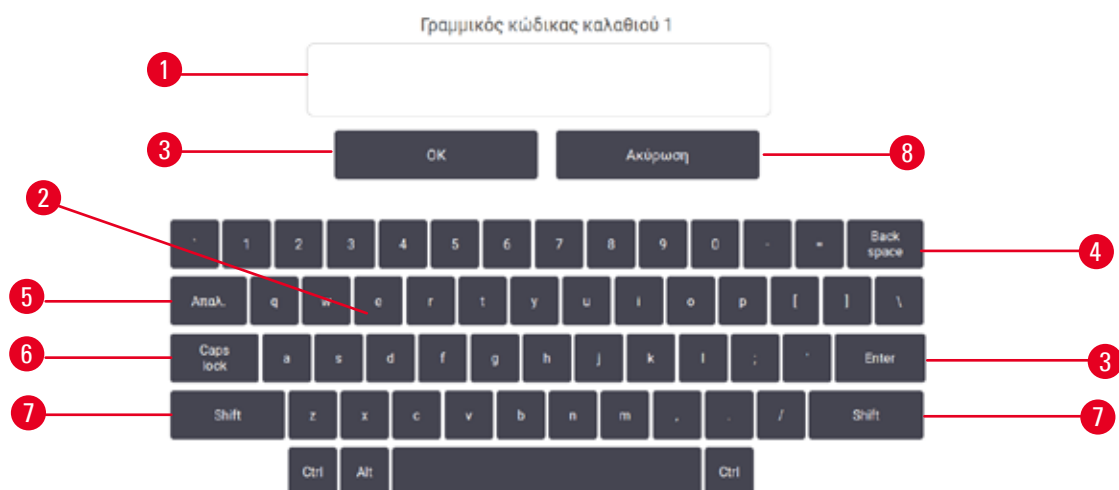 Γραμμικός κώδικας καλαθιού 1
1
3 OK Ακύρωση 8
2
` 1 2 3 4 5 6 7 8 9 0 - = Back space 4
5 Απαλ. q w e r t y u i o p [ ] \
6 Caps lock a s d f g h j k l ; ' Enter 3
7 Shift z x c v b n m , . / Shift 7
Ctrl Alt Ctrl